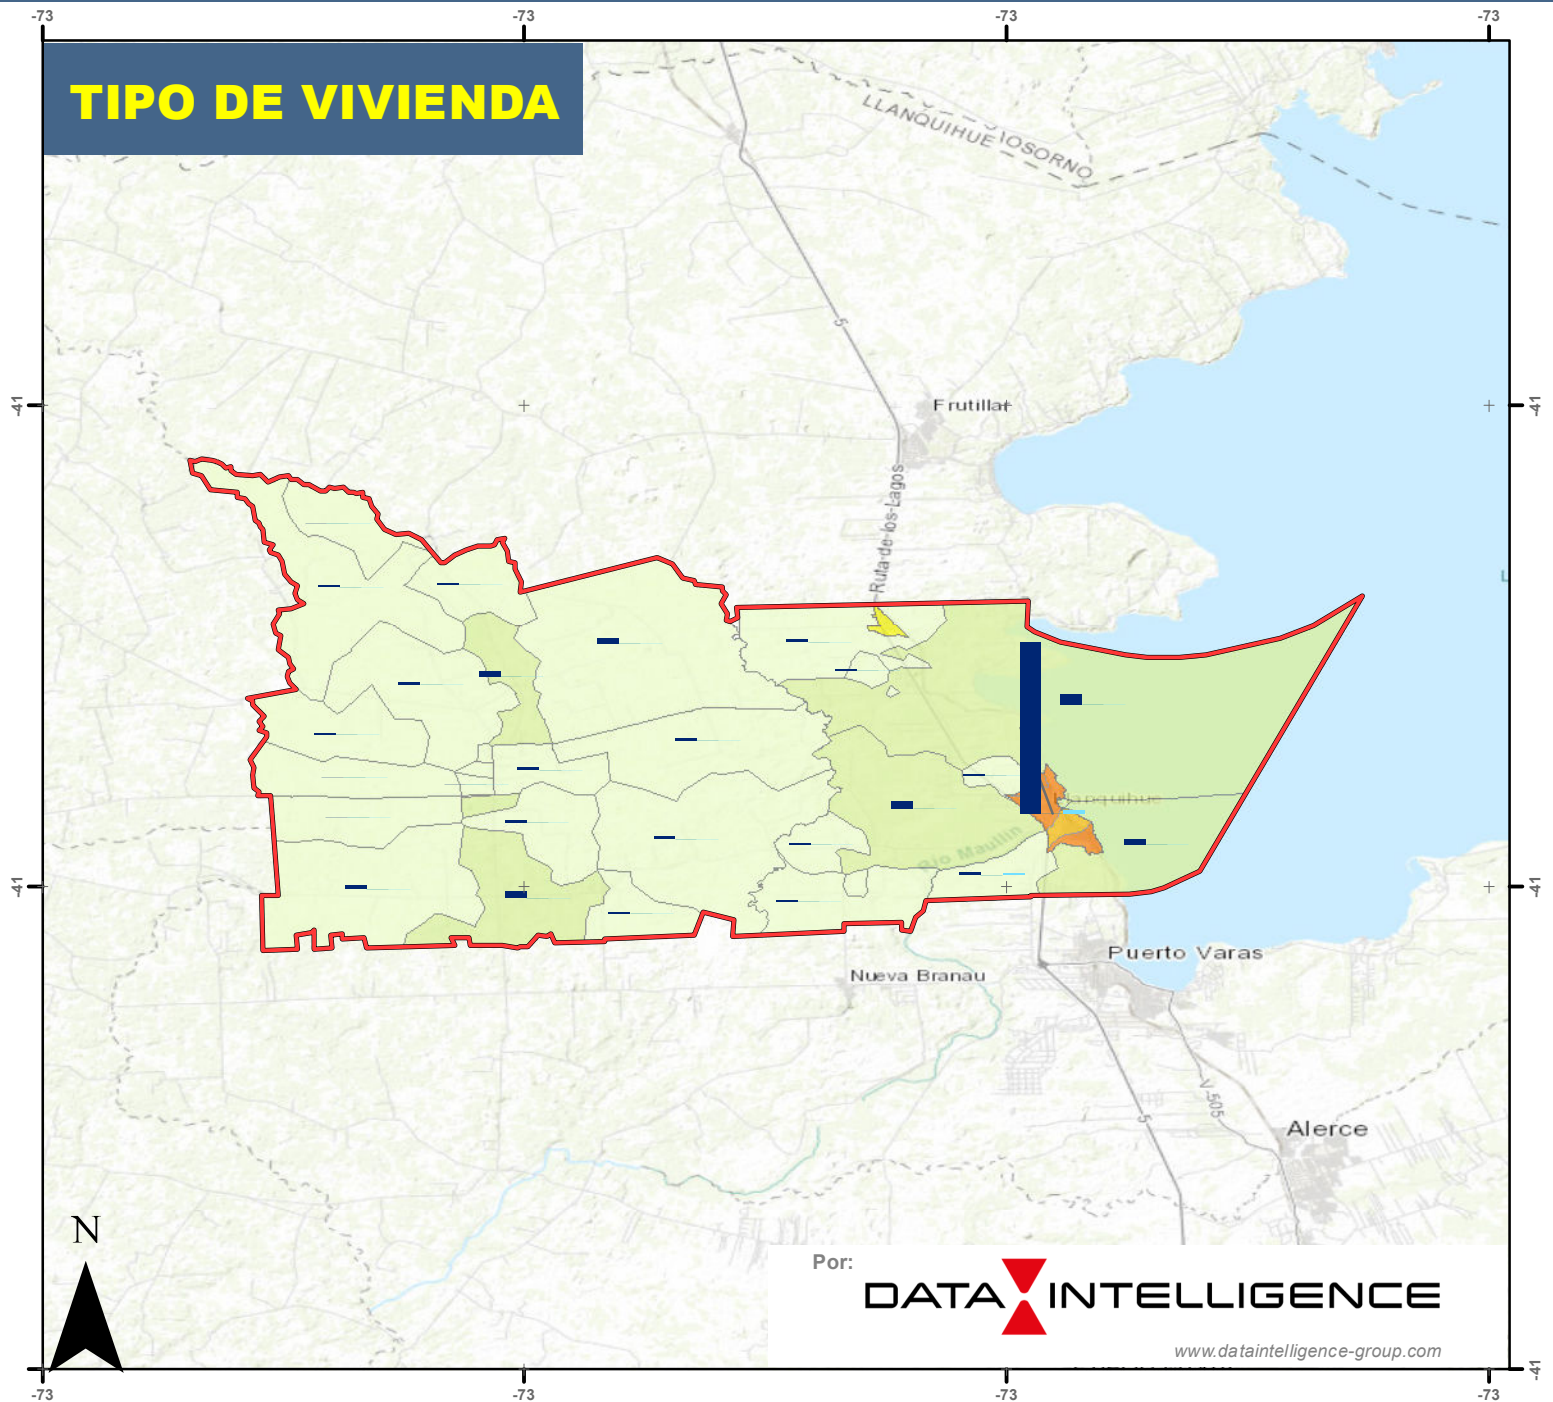 -73 -73 -73 -73
TIPO DE VIVIENDA
LLANQUIHUE
OSORNO
5
Frutillar
-41 -41
Ruta-de-los-Lagos
L
Llanquihue
Río Maullín
-41 -41
Puerto Varas
Nueva Branau
V-505
5
Alerce
N
Por:
DATA INTELLIGENCE
www.dataintelligence-group.com
-41
-73 -73 -73 -73